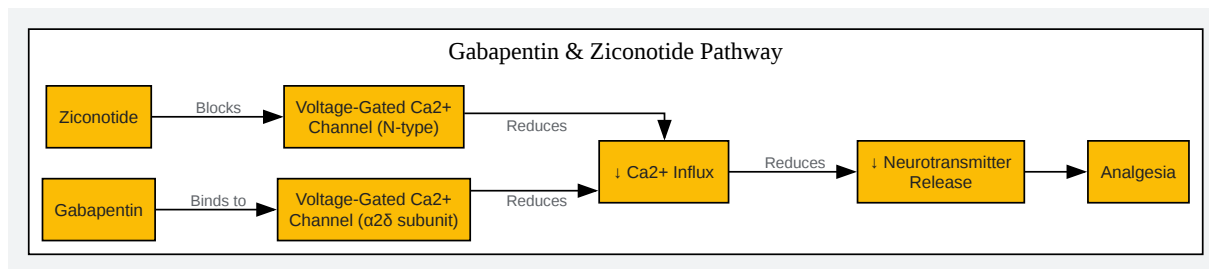 Gabapentin & Ziconotide Pathway
Ziconotide
Blocks
Voltage-Gated Ca2+
Channel (N-type)
Reduces
Gabapentin
Binds to
Voltage-Gated Ca2+
Channel (α2δ subunit)
Reduces
↓ Ca2+ Influx
Reduces
↓ Neurotransmitter
Release
Analgesia